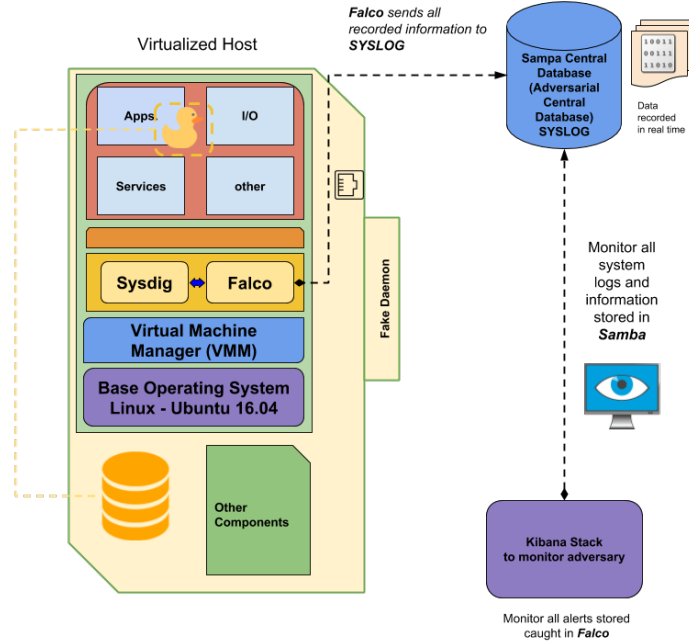 Falco sends all
recorded information to
SYSLOG
Virtualized Host
Sampa Central
Database
(Adversarial
Central
Database)
SYSLOG
10011
00111
11010
Data
recorded
in real time
Apps.
I/O
Services
other
Sysdig
Falco
Virtual Machine
Manager (VMM)
Base Operating System
Linux - Ubuntu 16.04
Fake Daemon
Other
Components
Monitor all
system
logs and
information
stored in
Samba
Kibana Stack
to monitor adversary
Monitor all alerts stored
caught in Falco